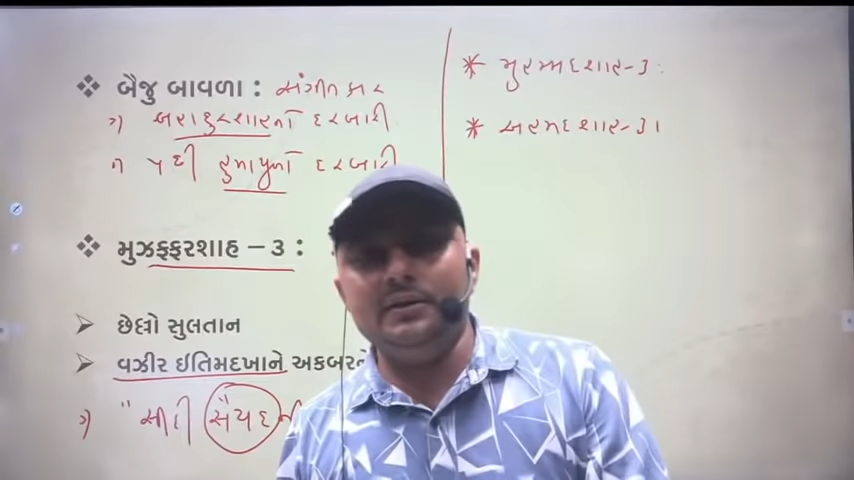 ❖ બૈજુ બાવળા : સંગીતકાર
બહાદુરશાહના દરબારી
પછી હુમાયુના દરબારી
❖ મુઝફ્ફરશાહ – ૩ :
➢ છેલ્લો સુલતાન
➢ વઝીર ઇતિમદખાને અકબરને
" સીદી સૈયદની
* મુહમ્મદશાહ-૩
* અહમદશાહ-૩